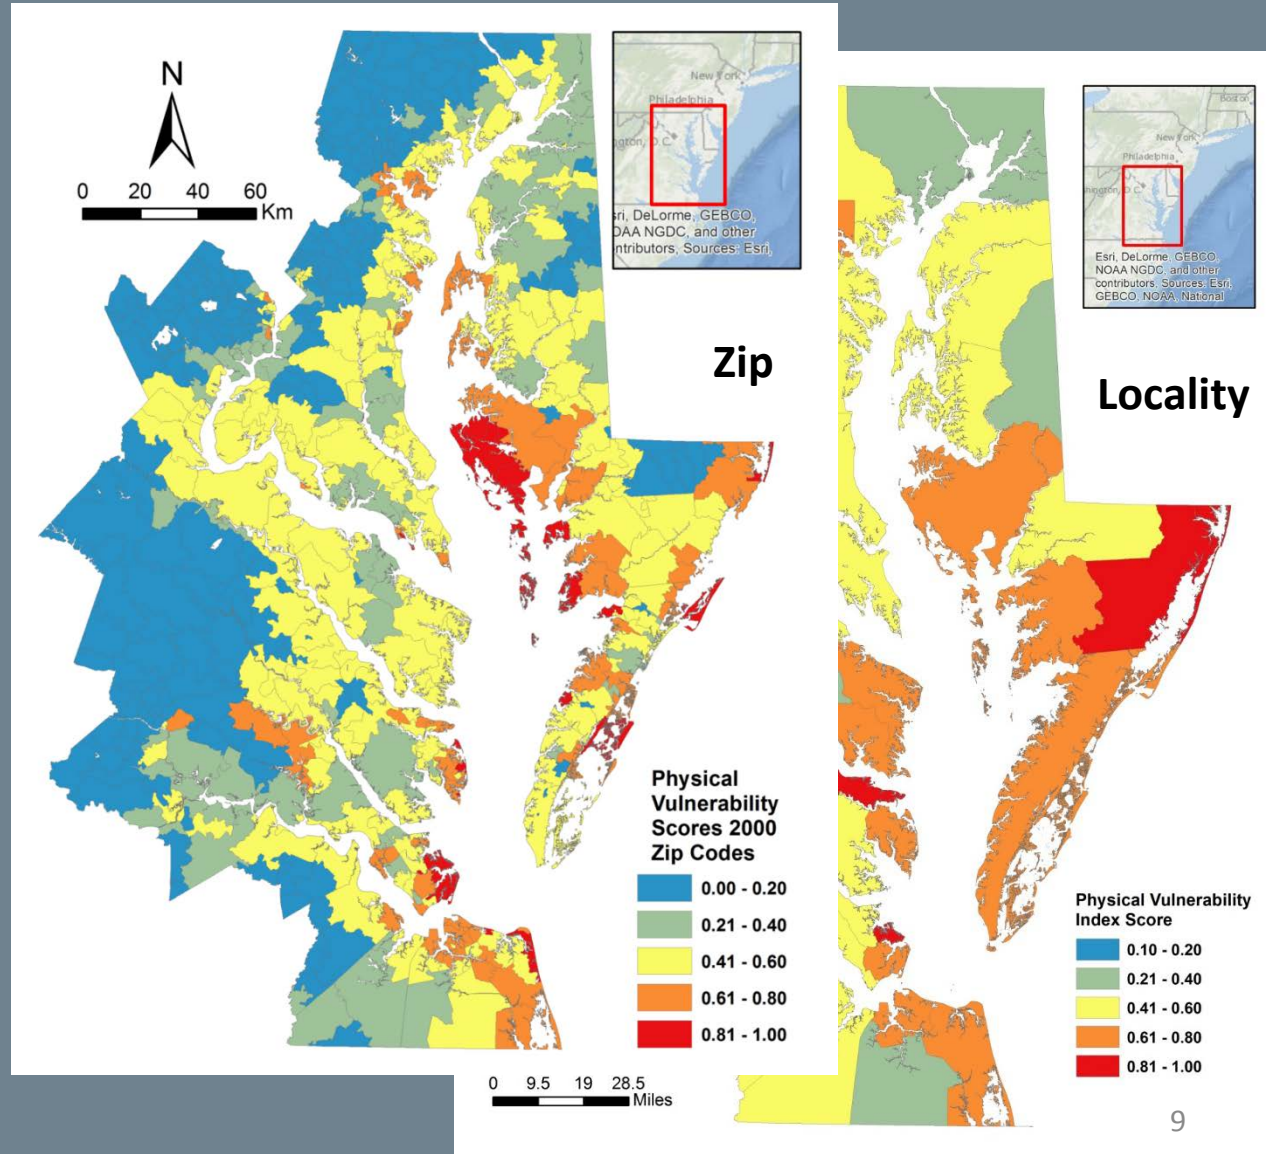 N
0 20 40 60
Km
New York
Philadelphia
D.C.
sri, DeLorme, GEBCO,
OAA NGDC, and other
ntributors, Sources: Esri,
Zip
Physical
Vulnerability
Scores 2000
Zip Codes
0.00 - 0.20
0.21 - 0.40
0.41 - 0.60
0.61 - 0.80
0.81 - 1.00
Boston
New York
Philadelphia
hington, D.C.
Esri, DeLorme, GEBCO,
NOAA NGDC, and other
contributors, Sources: Esri,
GEBCO, NOAA, National
Locality
Physical Vulnerability
Index Score
0.10 - 0.20
0.21 - 0.40
0.41 - 0.60
0.61 - 0.80
0.81 - 1.00
0 9.5 19 28.5
Miles
9